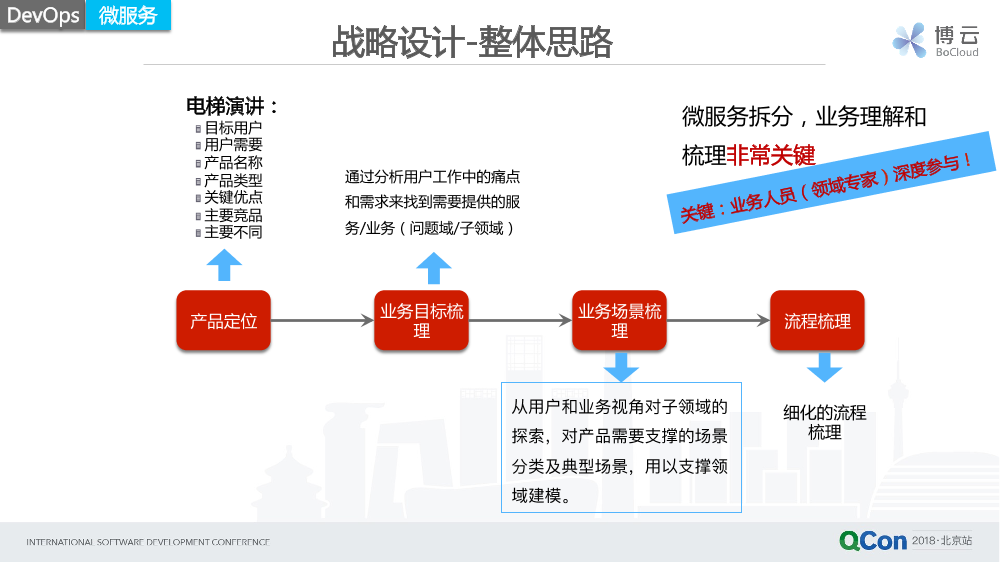 DevOps 微服务
战略设计-整体思路
博云
BoCloud
电梯演讲：
目标用户
用户需要
产品名称
产品类型
关键优点
主要竞品
主要不同
通过分析用户工作中的痛点
和需求来找到需要提供的服
务/业务（问题域/子领域）
微服务拆分，业务理解和
梳理非常关键
关键：业务人员（领域专家）深度参与！
产品定位
业务目标梳
理
业务场景梳
理
流程梳理
从用户和业务视角对子领域的
探索，对产品需要支撑的场景
分类及典型场景，用以支撑领
域建模。
细化的流程
梳理
INTERNATIONAL SOFTWARE DEVELOPMENT CONFERENCE
QCon 2018·北京站